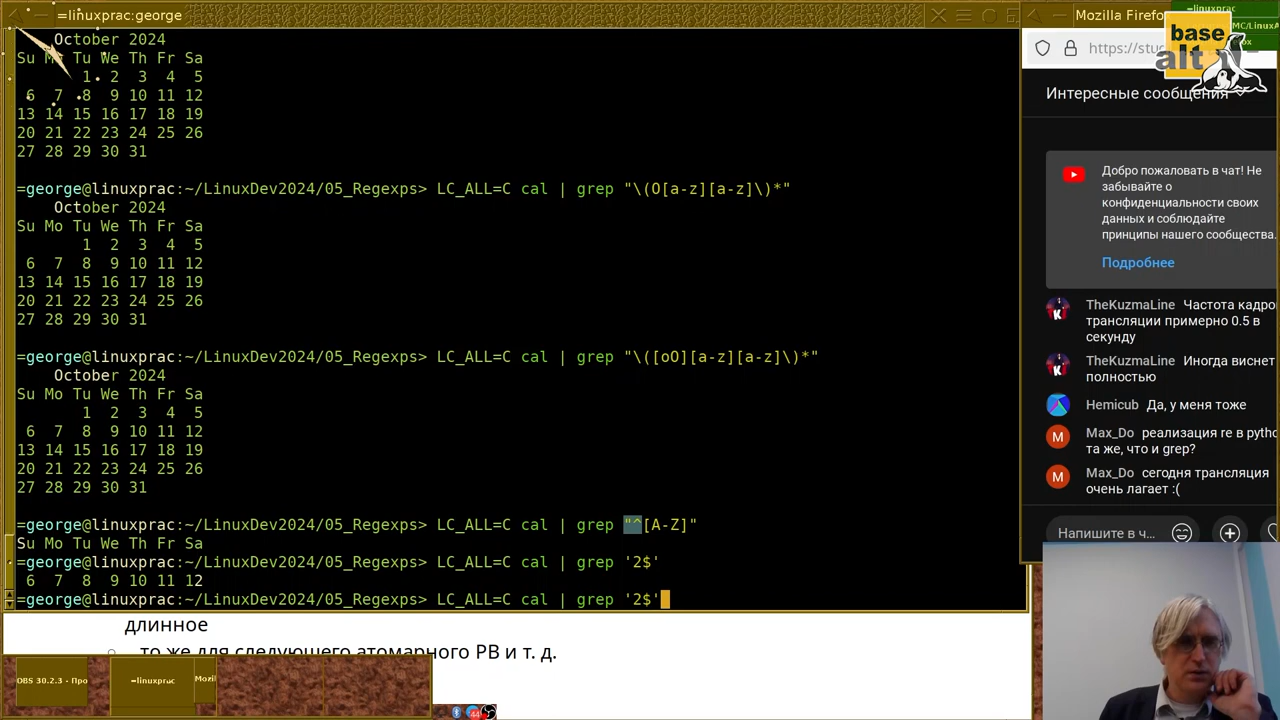 =linuxprac:george
October 2024
Su Mo Tu We Th Fr Sa
1 2 3 4 5
6 7 8 9 10 11 12
13 14 15 16 17 18 19
20 21 22 23 24 25 26
27 28 29 30 31
=george@linuxprac:~/LinuxDev2024/05_Regexps> LC_ALL=C cal | grep "\(O[a-z][a-z]\)*"
October 2024
Su Mo Tu We Th Fr Sa
1 2 3 4 5
6 7 8 9 10 11 12
13 14 15 16 17 18 19
20 21 22 23 24 25 26
27 28 29 30 31
=george@linuxprac:~/LinuxDev2024/05_Regexps> LC_ALL=C cal | grep "\([oO][a-z][a-z]\)*"
October 2024
Su Mo Tu We Th Fr Sa
1 2 3 4 5
6 7 8 9 10 11 12
13 14 15 16 17 18 19
20 21 22 23 24 25 26
27 28 29 30 31
=george@linuxprac:~/LinuxDev2024/05_Regexps> LC_ALL=C cal | grep "^[A-Z]"
Su Mo Tu We Th Fr Sa
=george@linuxprac:~/LinuxDev2024/05_Regexps> LC_ALL=C cal | grep '2$'
6 7 8 9 10 11 12
=george@linuxprac:~/LinuxDev2024/05_Regexps> LC_ALL=C cal | grep '2$'
длинное
то же для следующего атомарного РВ и т. д.
OBS 30.2.3 - Про
=linuxprac
Mozil
44
Mozilla Firefo
=linuxprac
MC/LinuxA
base
alt
https://stu
Интересные сообщения
Добро пожаловать в чат! Не
забывайте о
конфиденциальности своих
данных и соблюдайте
принципы нашего сообщества.
Подробнее
TheKuzmaLine Частота кадро
трансляции примерно 0.5 в
секунду
TheKuzmaLine Иногда виснет
полностью
Hemicub Да, у меня тоже
Max_Do реализация re в pyth
та же, что и grep?
Max_Do сегодня трансляция
очень лагает :(
Напишите в ч...